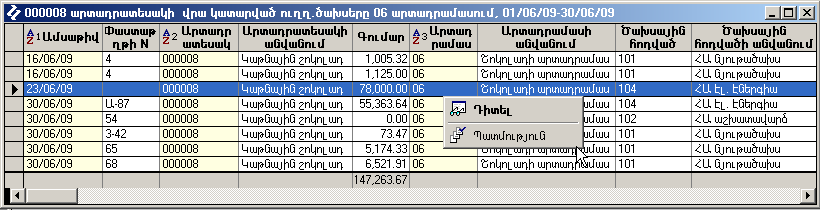 000008 արտադրատեսակի վրա կատարված ուղղ.ծախսերը 06 արտադրամասում, 01/06/09-30/06/09
1 Ամսաթիվ Փաստաթղթի N 2 Արտադրատեսակ Արտադրատեսակի անվանում Գումար 3 Արտադրամաս Արտադրամասի անվանում Ծախսային հոդված Ծախսային հոդվածի անվանում
16/06/09 4 000008 Կաթնային շոկոլադ 1,005.32 06 Շոկոլադի արտադրամաս 101 ՀԱ Նյութածախս
16/06/09 4 000008 Կաթնային շոկոլադ 1,125.00 06 Շոկոլադի արտադրամաս 101 ՀԱ Նյութածախս
23/06/09 000008 Կաթնային շոկոլադ 78,000.00 06 Շոկոլադի արտադրամաս 104 ՀԱ Էլ. Էներգիա
30/06/09 Ա-87 000008 Կաթնային շոկոլադ 55,363.64 արտադրամաս 104 ՀԱ Էլ. Էներգիա
30/06/09 54 000008 Կաթնային շոկոլադ 0.00 արտադրամաս 102 ՀԱ աշխատավարձ
30/06/09 3-42 000008 Կաթնային շոկոլադ 73.47 արտադրամաս 101 ՀԱ Նյութածախս
30/06/09 65 000008 Կաթնային շոկոլադ 5,174.33 06 Շոկոլադի արտադրամաս 101 ՀԱ Նյութածախս
30/06/09 68 000008 Կաթնային շոկոլադ 6,521.91 06 Շոկոլադի արտադրամաս 101 ՀԱ Նյութածախս
147,263.67
Դիտել
Պատմություն